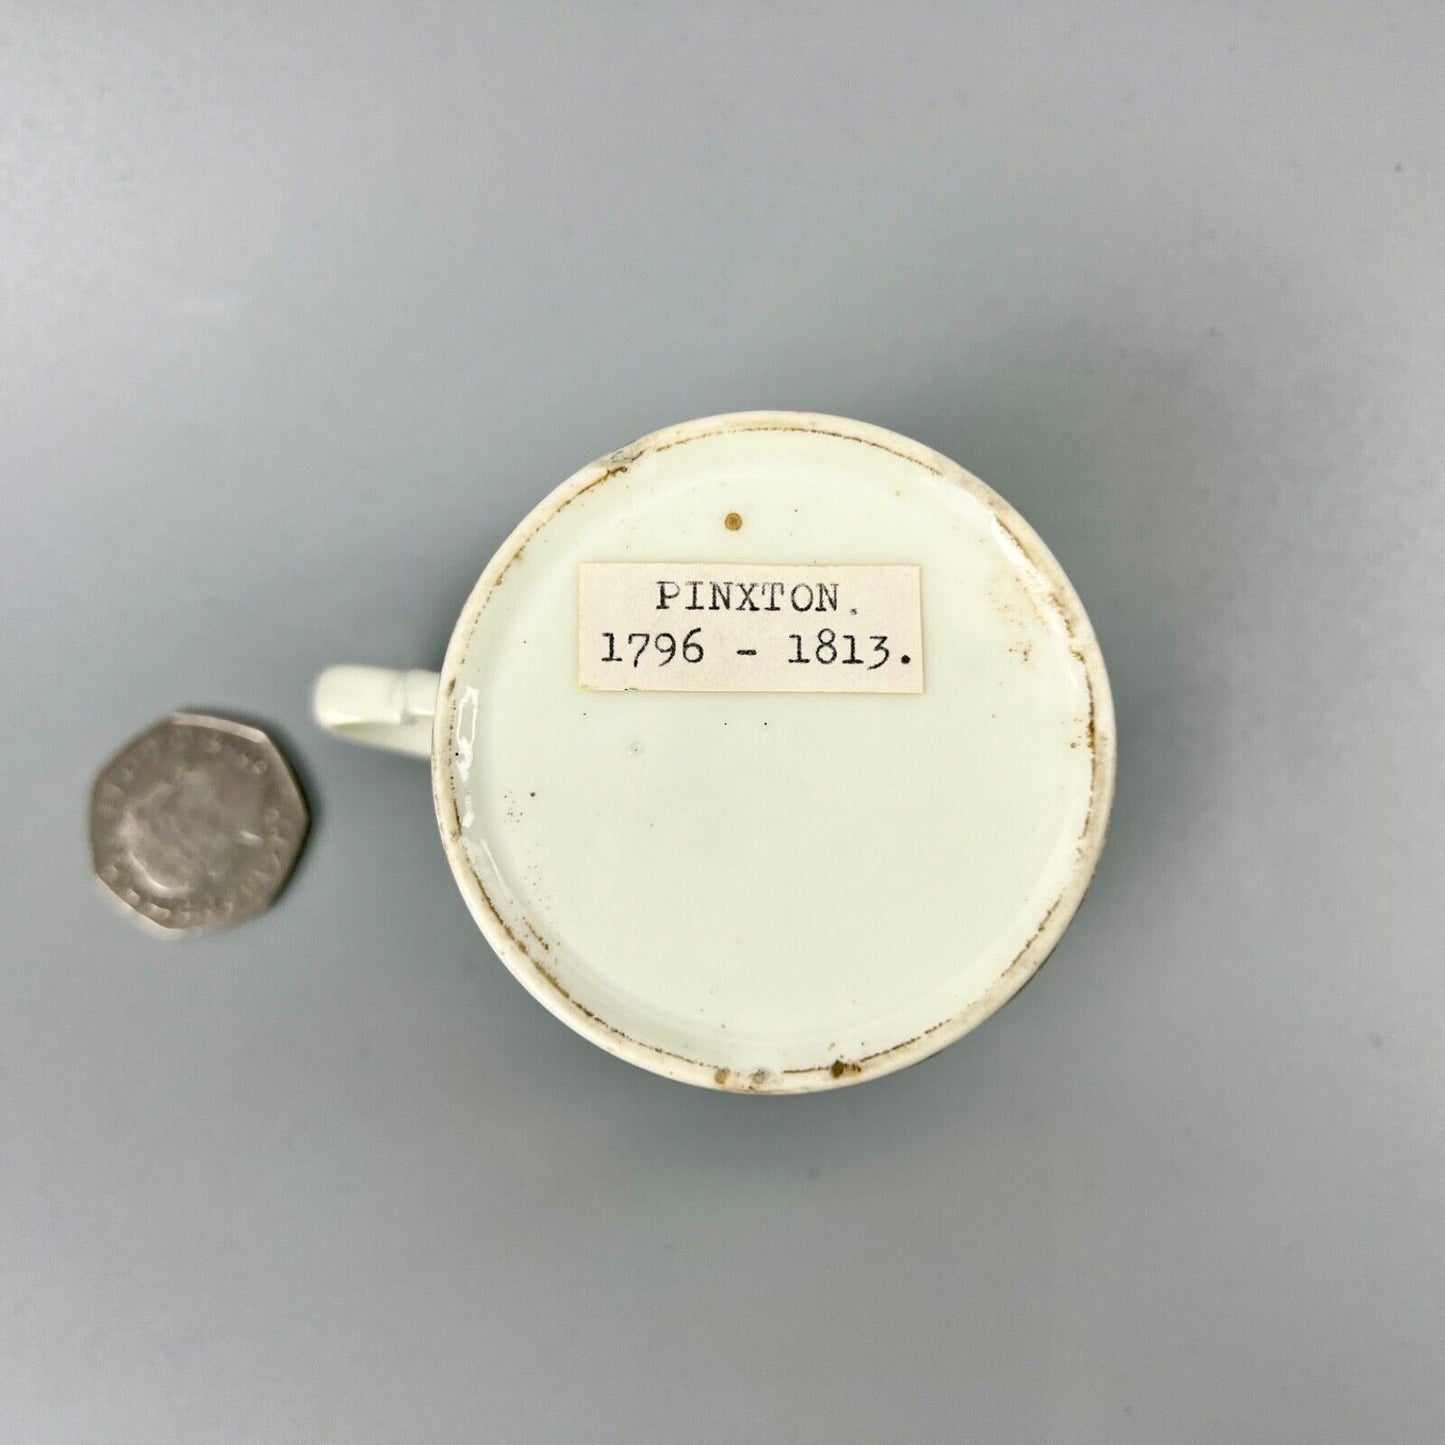 PINXTON.
1796 - 1813.